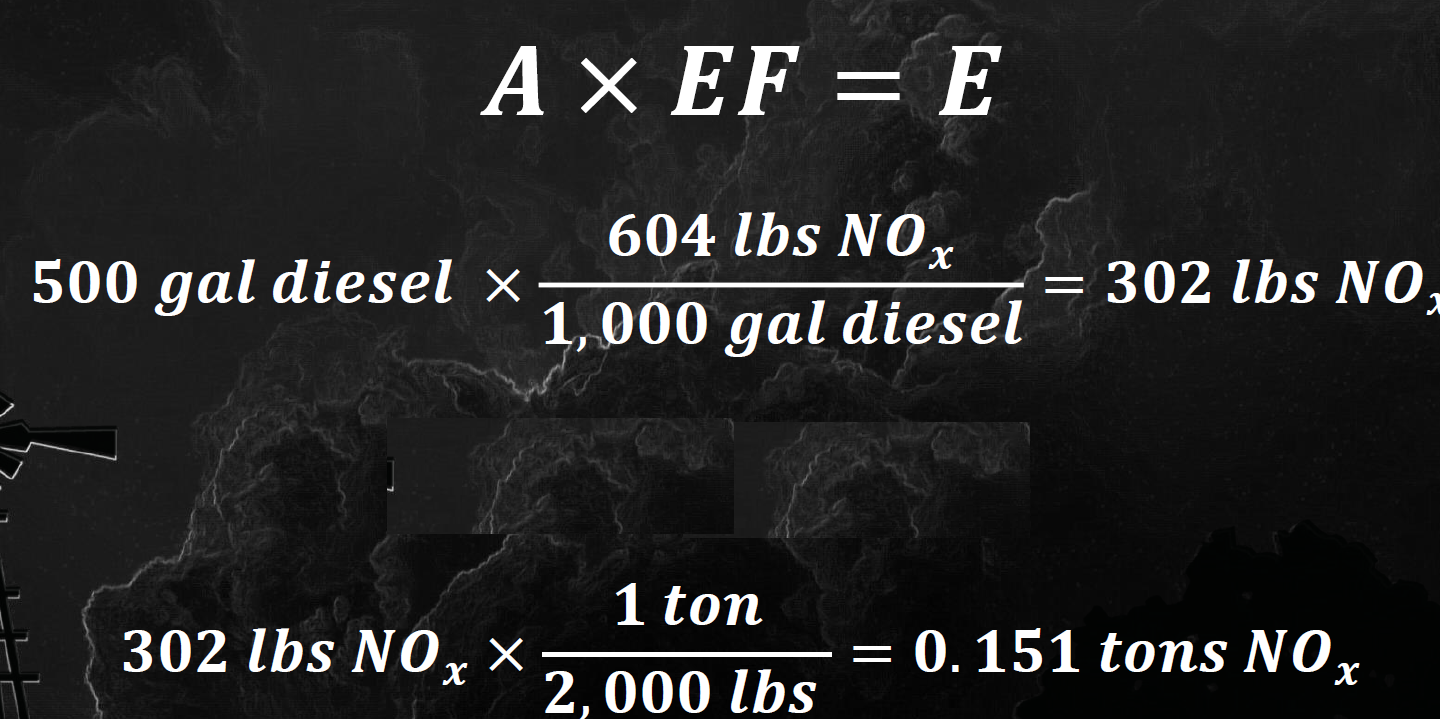 A × EF = E
500 gal diesel × 604 lbs NOₓ / 1,000 gal diesel = 302 lbs NOₓ
302 lbs NOₓ × 1 ton / 2,000 lbs = 0.151 tons NOₓ